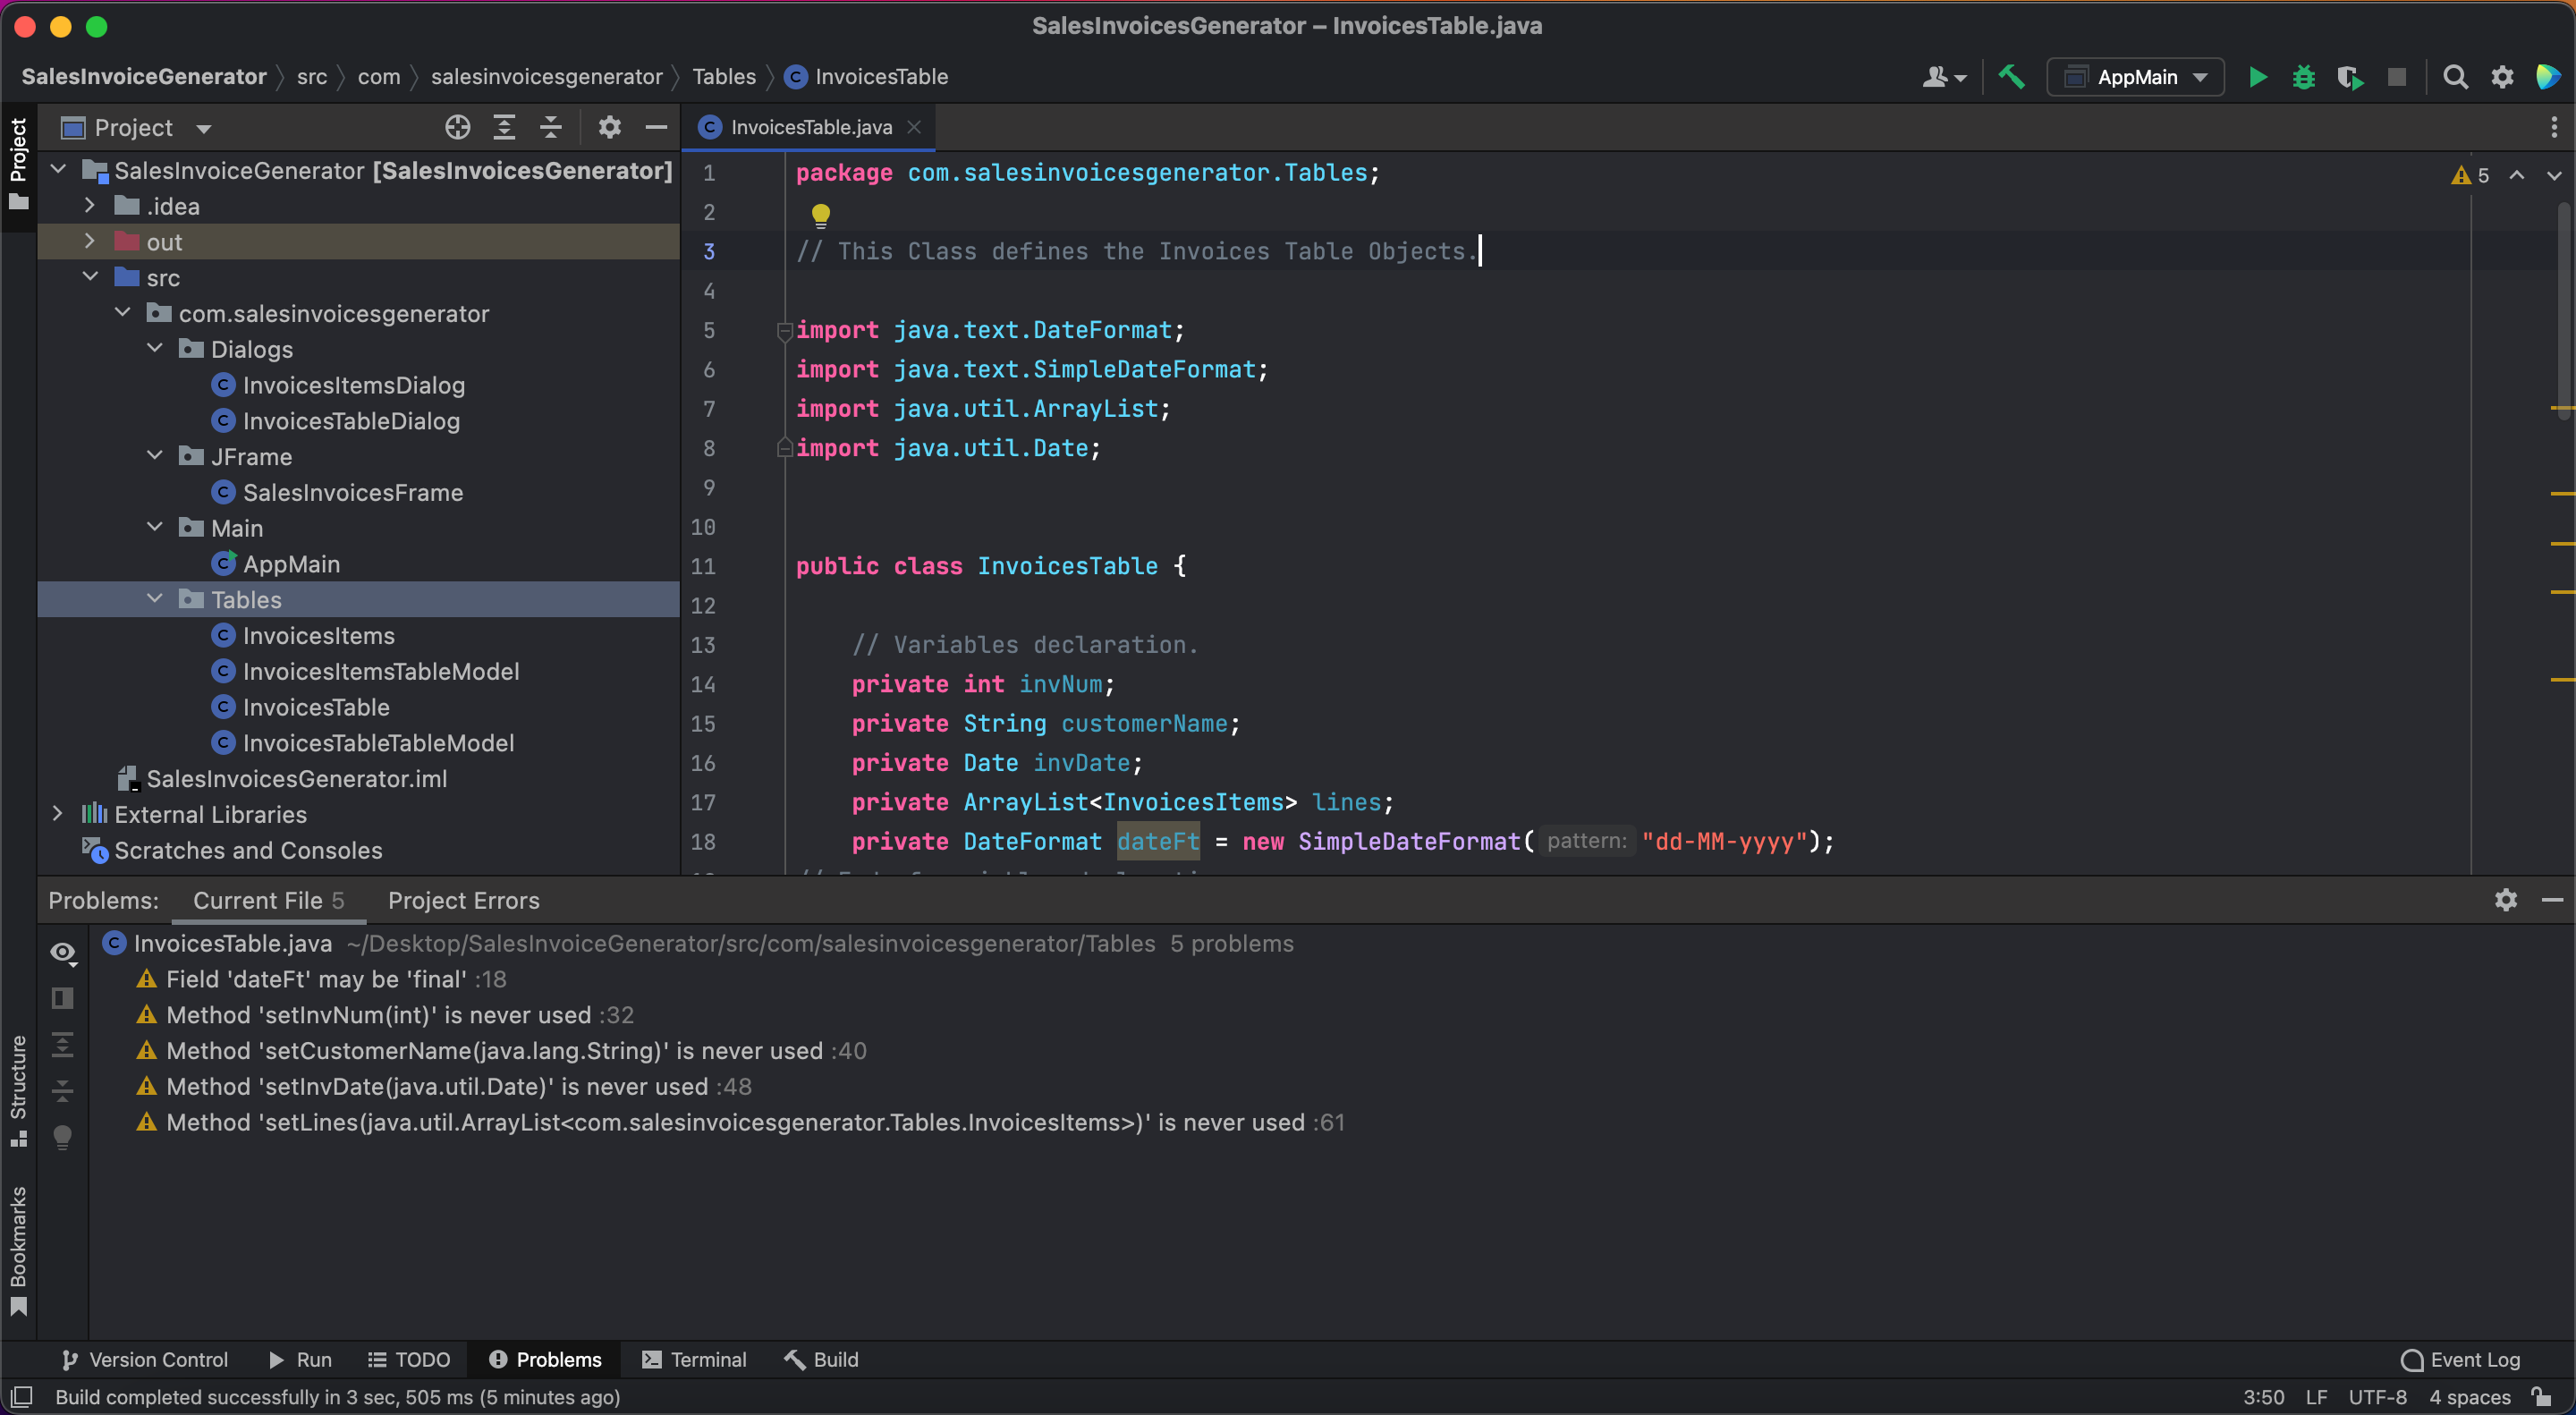 SalesInvoicesGenerator – InvoicesTable.java
SalesInvoiceGenerator src com salesinvoicesgenerator Tables InvoicesTable
AppMain
Project
Project
InvoicesTable.java
SalesInvoiceGenerator [SalesInvoicesGenerator]
.idea
out
src
com.salesinvoicesgenerator
Dialogs
InvoicesItemsDialog
InvoicesTableDialog
JFrame
SalesInvoicesFrame
Main
AppMain
Tables
InvoicesItems
InvoicesItemsTableModel
InvoicesTable
InvoicesTableTableModel
SalesInvoicesGenerator.iml
External Libraries
Scratches and Consoles
5
1 package com.salesinvoicesgenerator.Tables;
2
3 // This Class defines the Invoices Table Objects.
4
5 import java.text.DateFormat;
6 import java.text.SimpleDateFormat;
7 import java.util.ArrayList;
8 import java.util.Date;
9
10
11 public class InvoicesTable {
12
13 // Variables declaration.
14 private int invNum;
15 private String customerName;
16 private Date invDate;
17 private ArrayList<InvoicesItems> lines;
18 private DateFormat dateFt = new SimpleDateFormat( pattern: "dd-MM-yyyy");
Problems: Current File 5 Project Errors
InvoicesTable.java ~/Desktop/SalesInvoiceGenerator/src/com/salesinvoicesgenerator/Tables 5 problems
Field 'dateFt' may be 'final' :18
Method 'setInvNum(int)' is never used :32
Method 'setCustomerName(java.lang.String)' is never used :40
Method 'setInvDate(java.util.Date)' is never used :48
Method 'setLines(java.util.ArrayList<com.salesinvoicesgenerator.Tables.InvoicesItems>)' is never used :61
Structure
Bookmarks
Version Control Run TODO Problems Terminal Build Event Log
Build completed successfully in 3 sec, 505 ms (5 minutes ago) 3:50 LF UTF-8 4 spaces